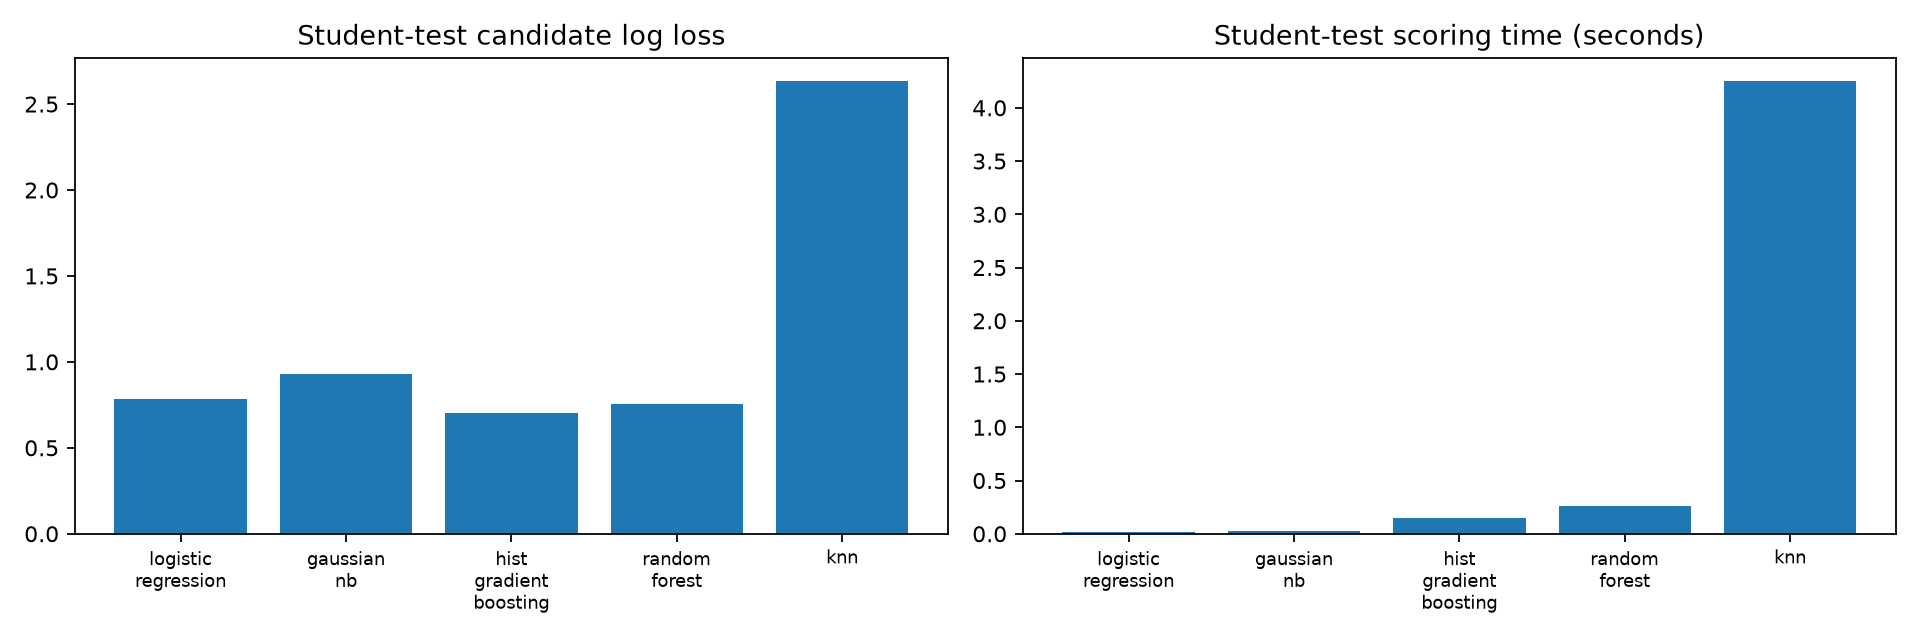 Student-test candidate log loss
2.5
2.0
1.5
1.0
0.5
0.0
logistic
regression
gaussian
nb
hist
gradient
boosting
random
forest
knn
Student-test scoring time (seconds)
4.0
3.5
3.0
2.5
2.0
1.5
1.0
0.5
0.0
logistic
regression
gaussian
nb
hist
gradient
boosting
random
forest
knn